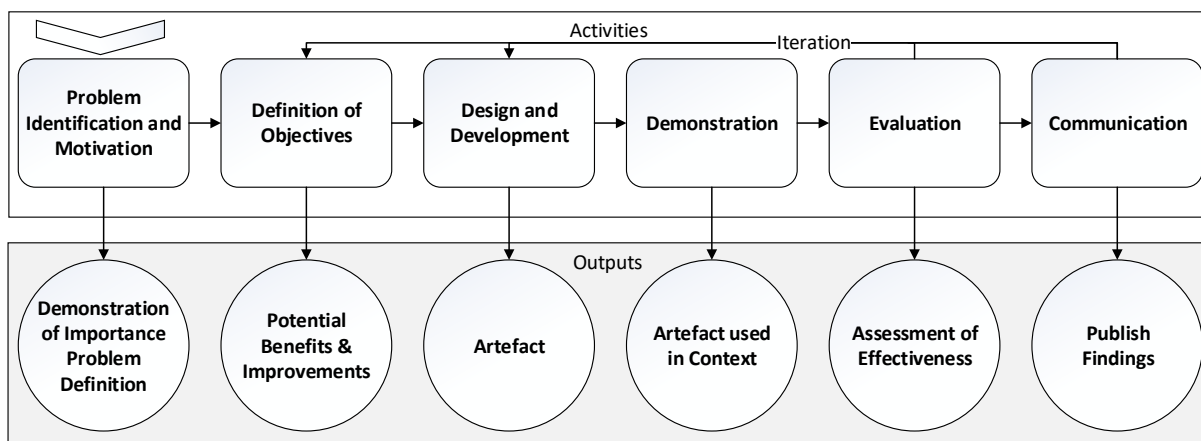 Activities
Iteration
Problem
Identification and
Motivation
Definition of
Objectives
Design and
Development
Demonstration
Evaluation
Communication
Outputs
Demonstration
of Importance
Problem
Definition
Potential
Benefits &
Improvements
Artefact
Artefact used
in Context
Assessment of
Effectiveness
Publish
Findings